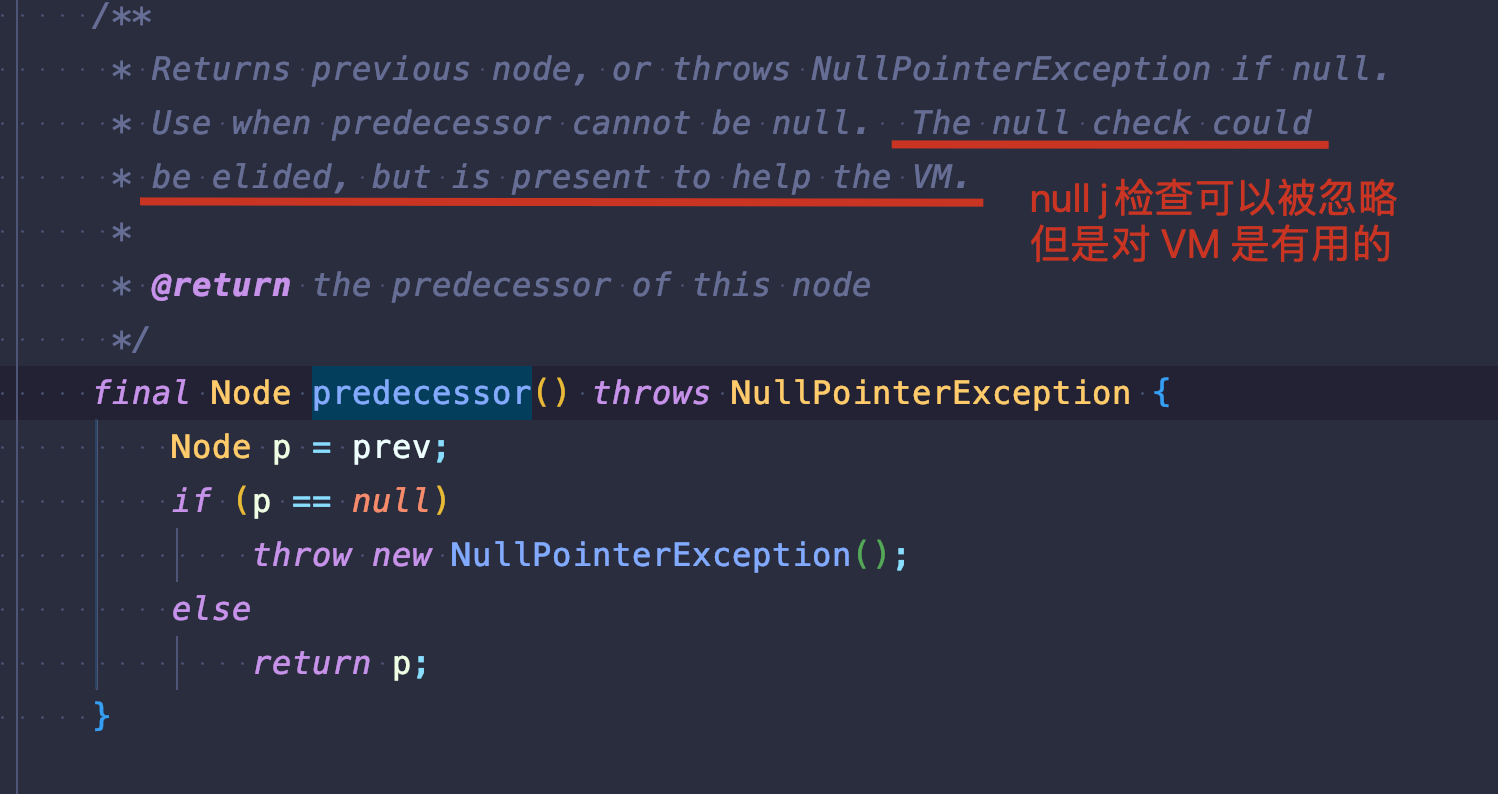 /**
* Returns previous node, or throws NullPointerException if null.
* Use when predecessor cannot be null.  The null check could
* be elided, but is present to help the VM.
null j检查可以被忽略
但是对 VM 是有用的
*
* @return the predecessor of this node
*/
final Node predecessor() throws NullPointerException {
Node p = prev;
if (p == null)
throw new NullPointerException();
else
return p;
}